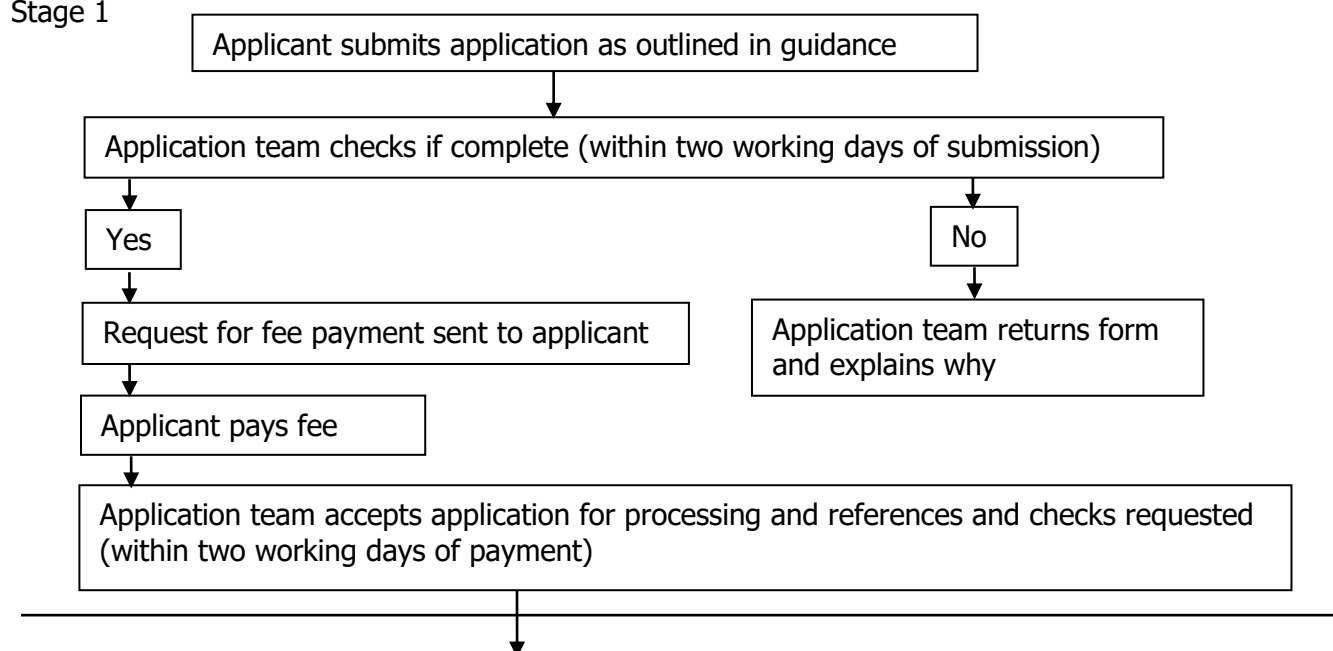 Stage 1
Applicant submits application as outlined in guidance
Application team checks if complete (within two working days of submission)
Yes
No
Request for fee payment sent to applicant
Application team returns form
and explains why
Applicant pays fee
Application team accepts application for processing and references and checks requested
(within two working days of payment)